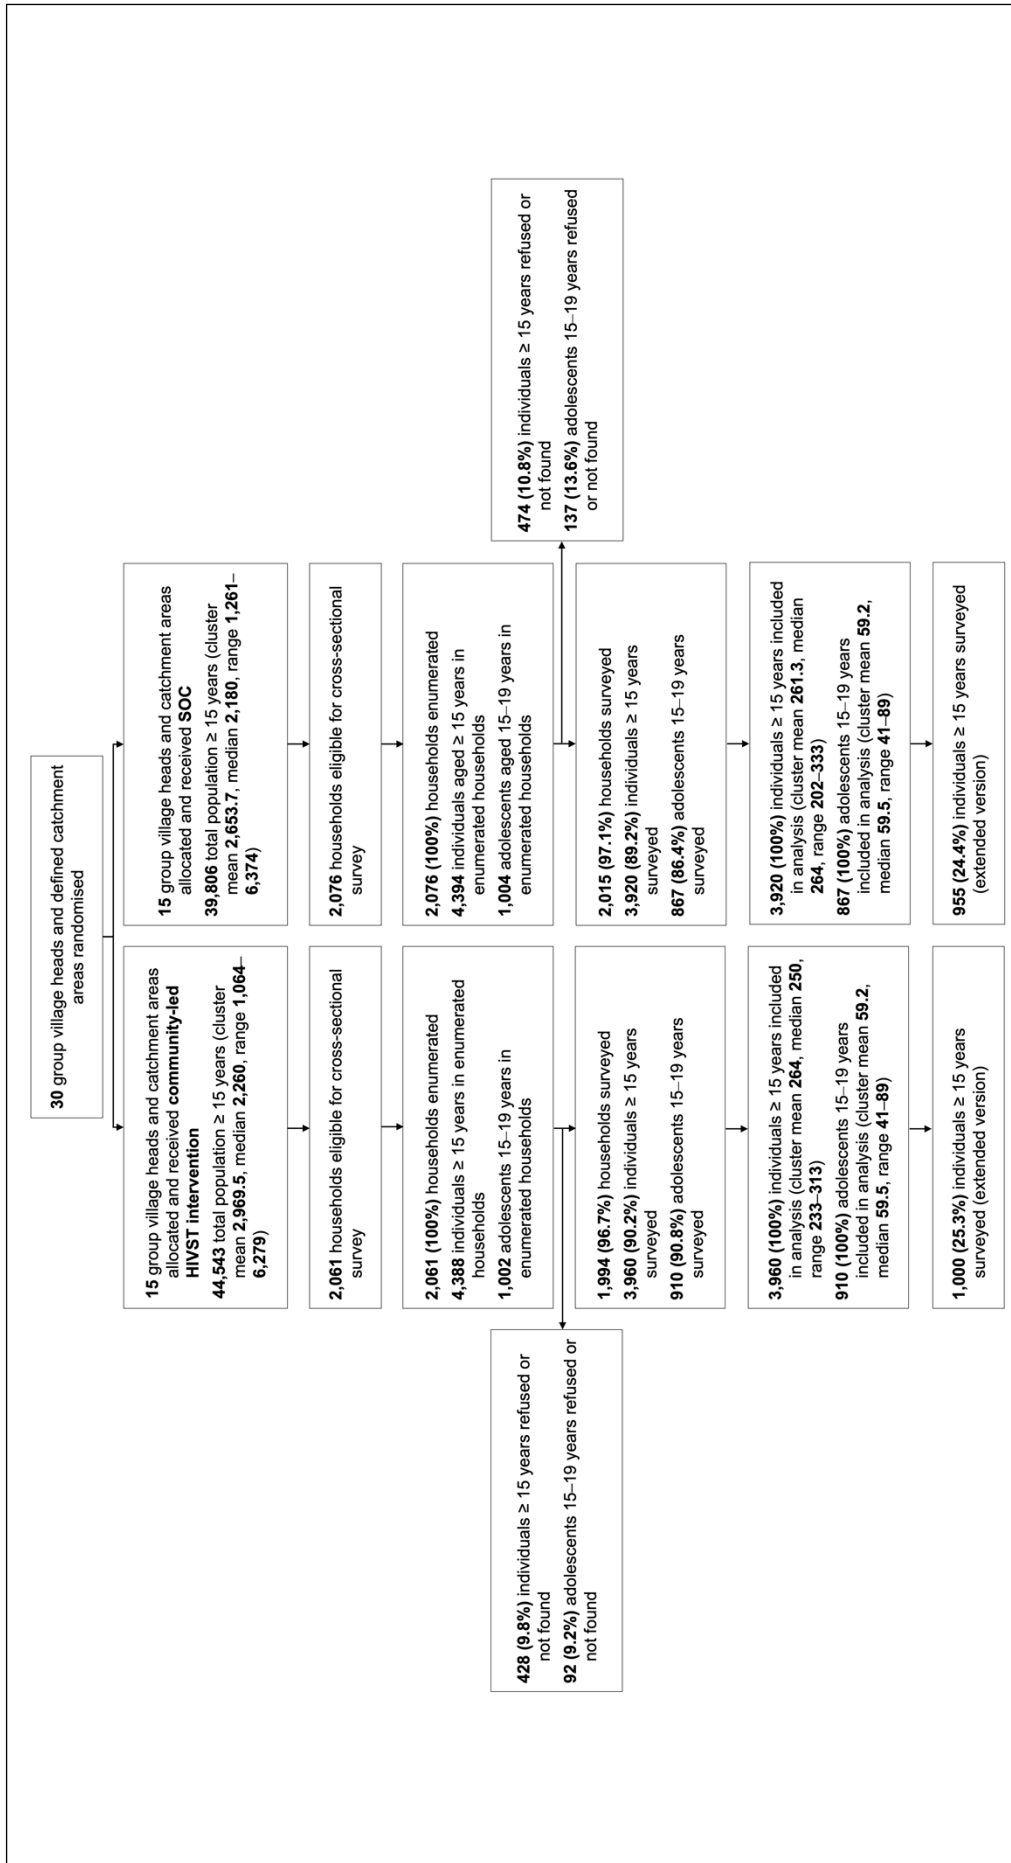 30 group village heads and defined catchment
areas randomised
15 group village heads and catchment areas
allocated and received community-led
HIVST intervention
44,543 total population ≥ 15 years (cluster
mean 2,969.5, median 2,260, range 1,064–
6,279)
15 group village heads and catchment areas
allocated and received SOC
39,806 total population ≥ 15 years (cluster
mean 2,653.7, median 2,180, range 1,261–
6,374)
2,061 households eligible for cross-sectional
survey
2,076 households eligible for cross-sectional
survey
2,061 (100%) households enumerated
4,388 individuals ≥ 15 years in enumerated
households
1,002 adolescents 15–19 years in
enumerated households
2,076 (100%) households enumerated
4,394 individuals aged ≥ 15 years in
enumerated households
1,004 adolescents aged 15–19 years in
enumerated households
428 (9.8%) individuals ≥ 15 years refused or
not found
92 (9.2%) adolescents 15–19 years refused or
not found
1,994 (96.7%) households surveyed
3,960 (90.2%) individuals ≥ 15 years
surveyed
910 (90.8%) adolescents 15–19 years
surveyed
2,015 (97.1%) households surveyed
3,920 (89.2%) individuals ≥ 15 years
surveyed
867 (86.4%) adolescents 15–19 years
surveyed
474 (10.8%) individuals ≥ 15 years refused or
not found
137 (13.6%) adolescents 15–19 years refused
or not found
3,960 (100%) individuals ≥ 15 years included
in analysis (cluster mean 264, median 250,
range 233–313)
910 (100%) adolescents 15–19 years
included in analysis (cluster mean 59.2,
median 59.5, range 41–89)
3,920 (100%) individuals ≥ 15 years included
in analysis (cluster mean 261.3, median
264, range 202–333)
867 (100%) adolescents 15–19 years
included in analysis (cluster mean 59.2,
median 59.5, range 41–89)
1,000 (25.3%) individuals ≥ 15 years
surveyed (extended version)
955 (24.4%) individuals ≥ 15 years surveyed
(extended version)